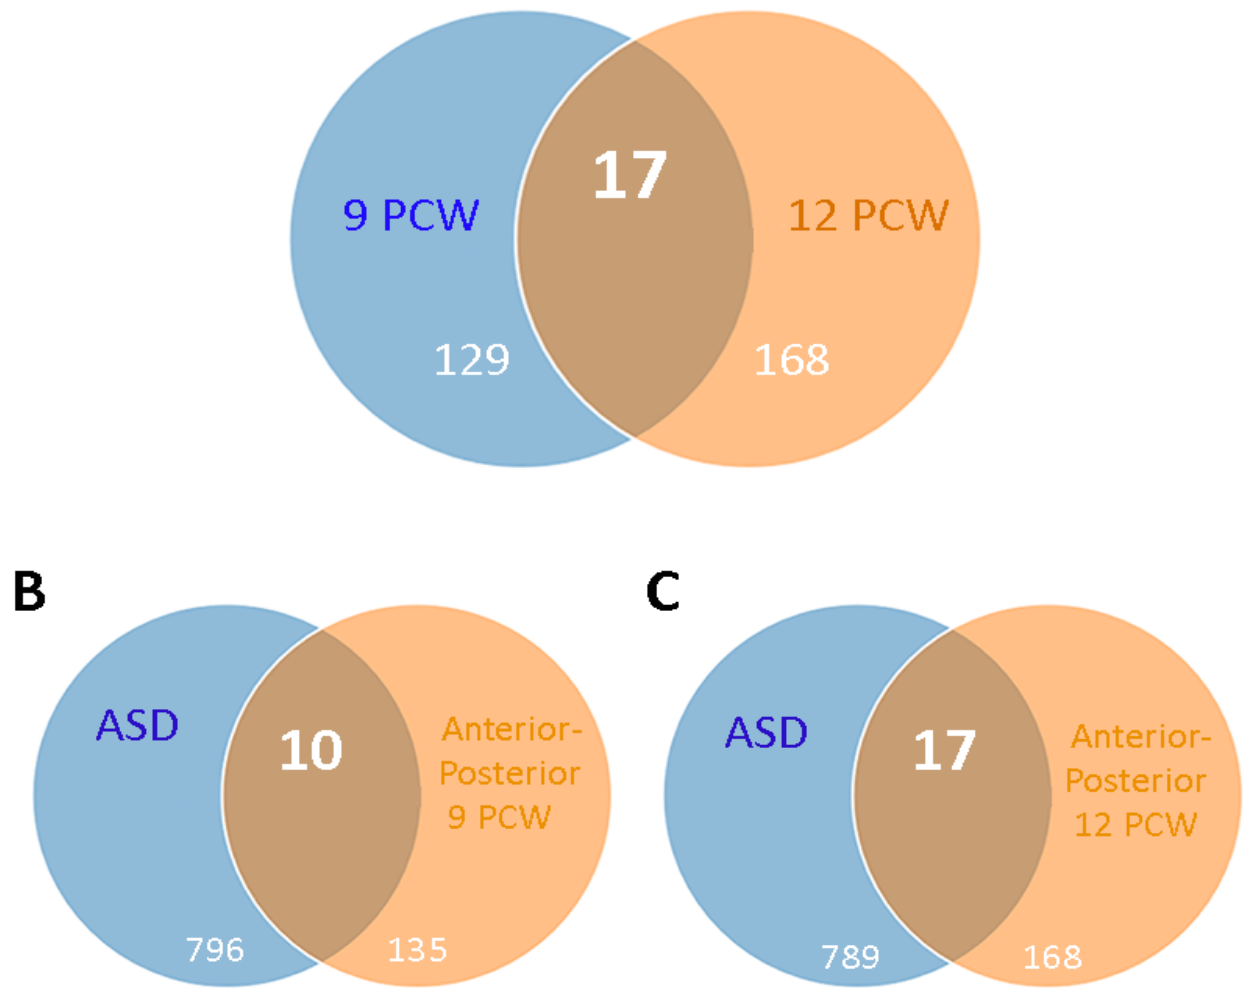 17
9 PCW
12 PCW
129
168
B
C
ASD
10
Anterior-
Posterior
9 PCW
796
135
ASD
17
Anterior-
Posterior
12 PCW
789
168